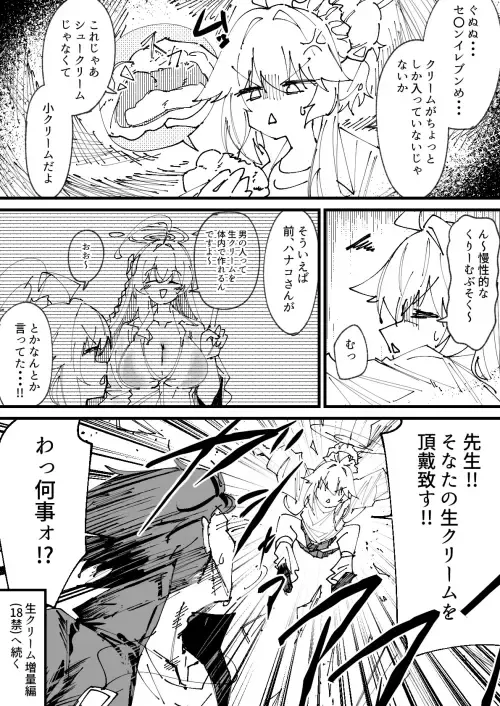 ぐぬぬ・・・
セ〇ンイレブンめ・・・
クリームがちょっと
しか入っていないじゃ
ないか
これじゃあ
シュークリーム
じゃなくて
小クリームだよ
ん〜慢性的な
くりーむぶそく〜
むっ
そういえば
前、ハナコさんが
男の人って
生クリームを
体内で作れるん
ですよ〜
おぉ〜
とかなんとか
言ってた・・・!!
先生!!
そなたの生クリームを
頂戴致す!!
わっ何事ォ!?
生クリーム増量編
(18禁)へ続く